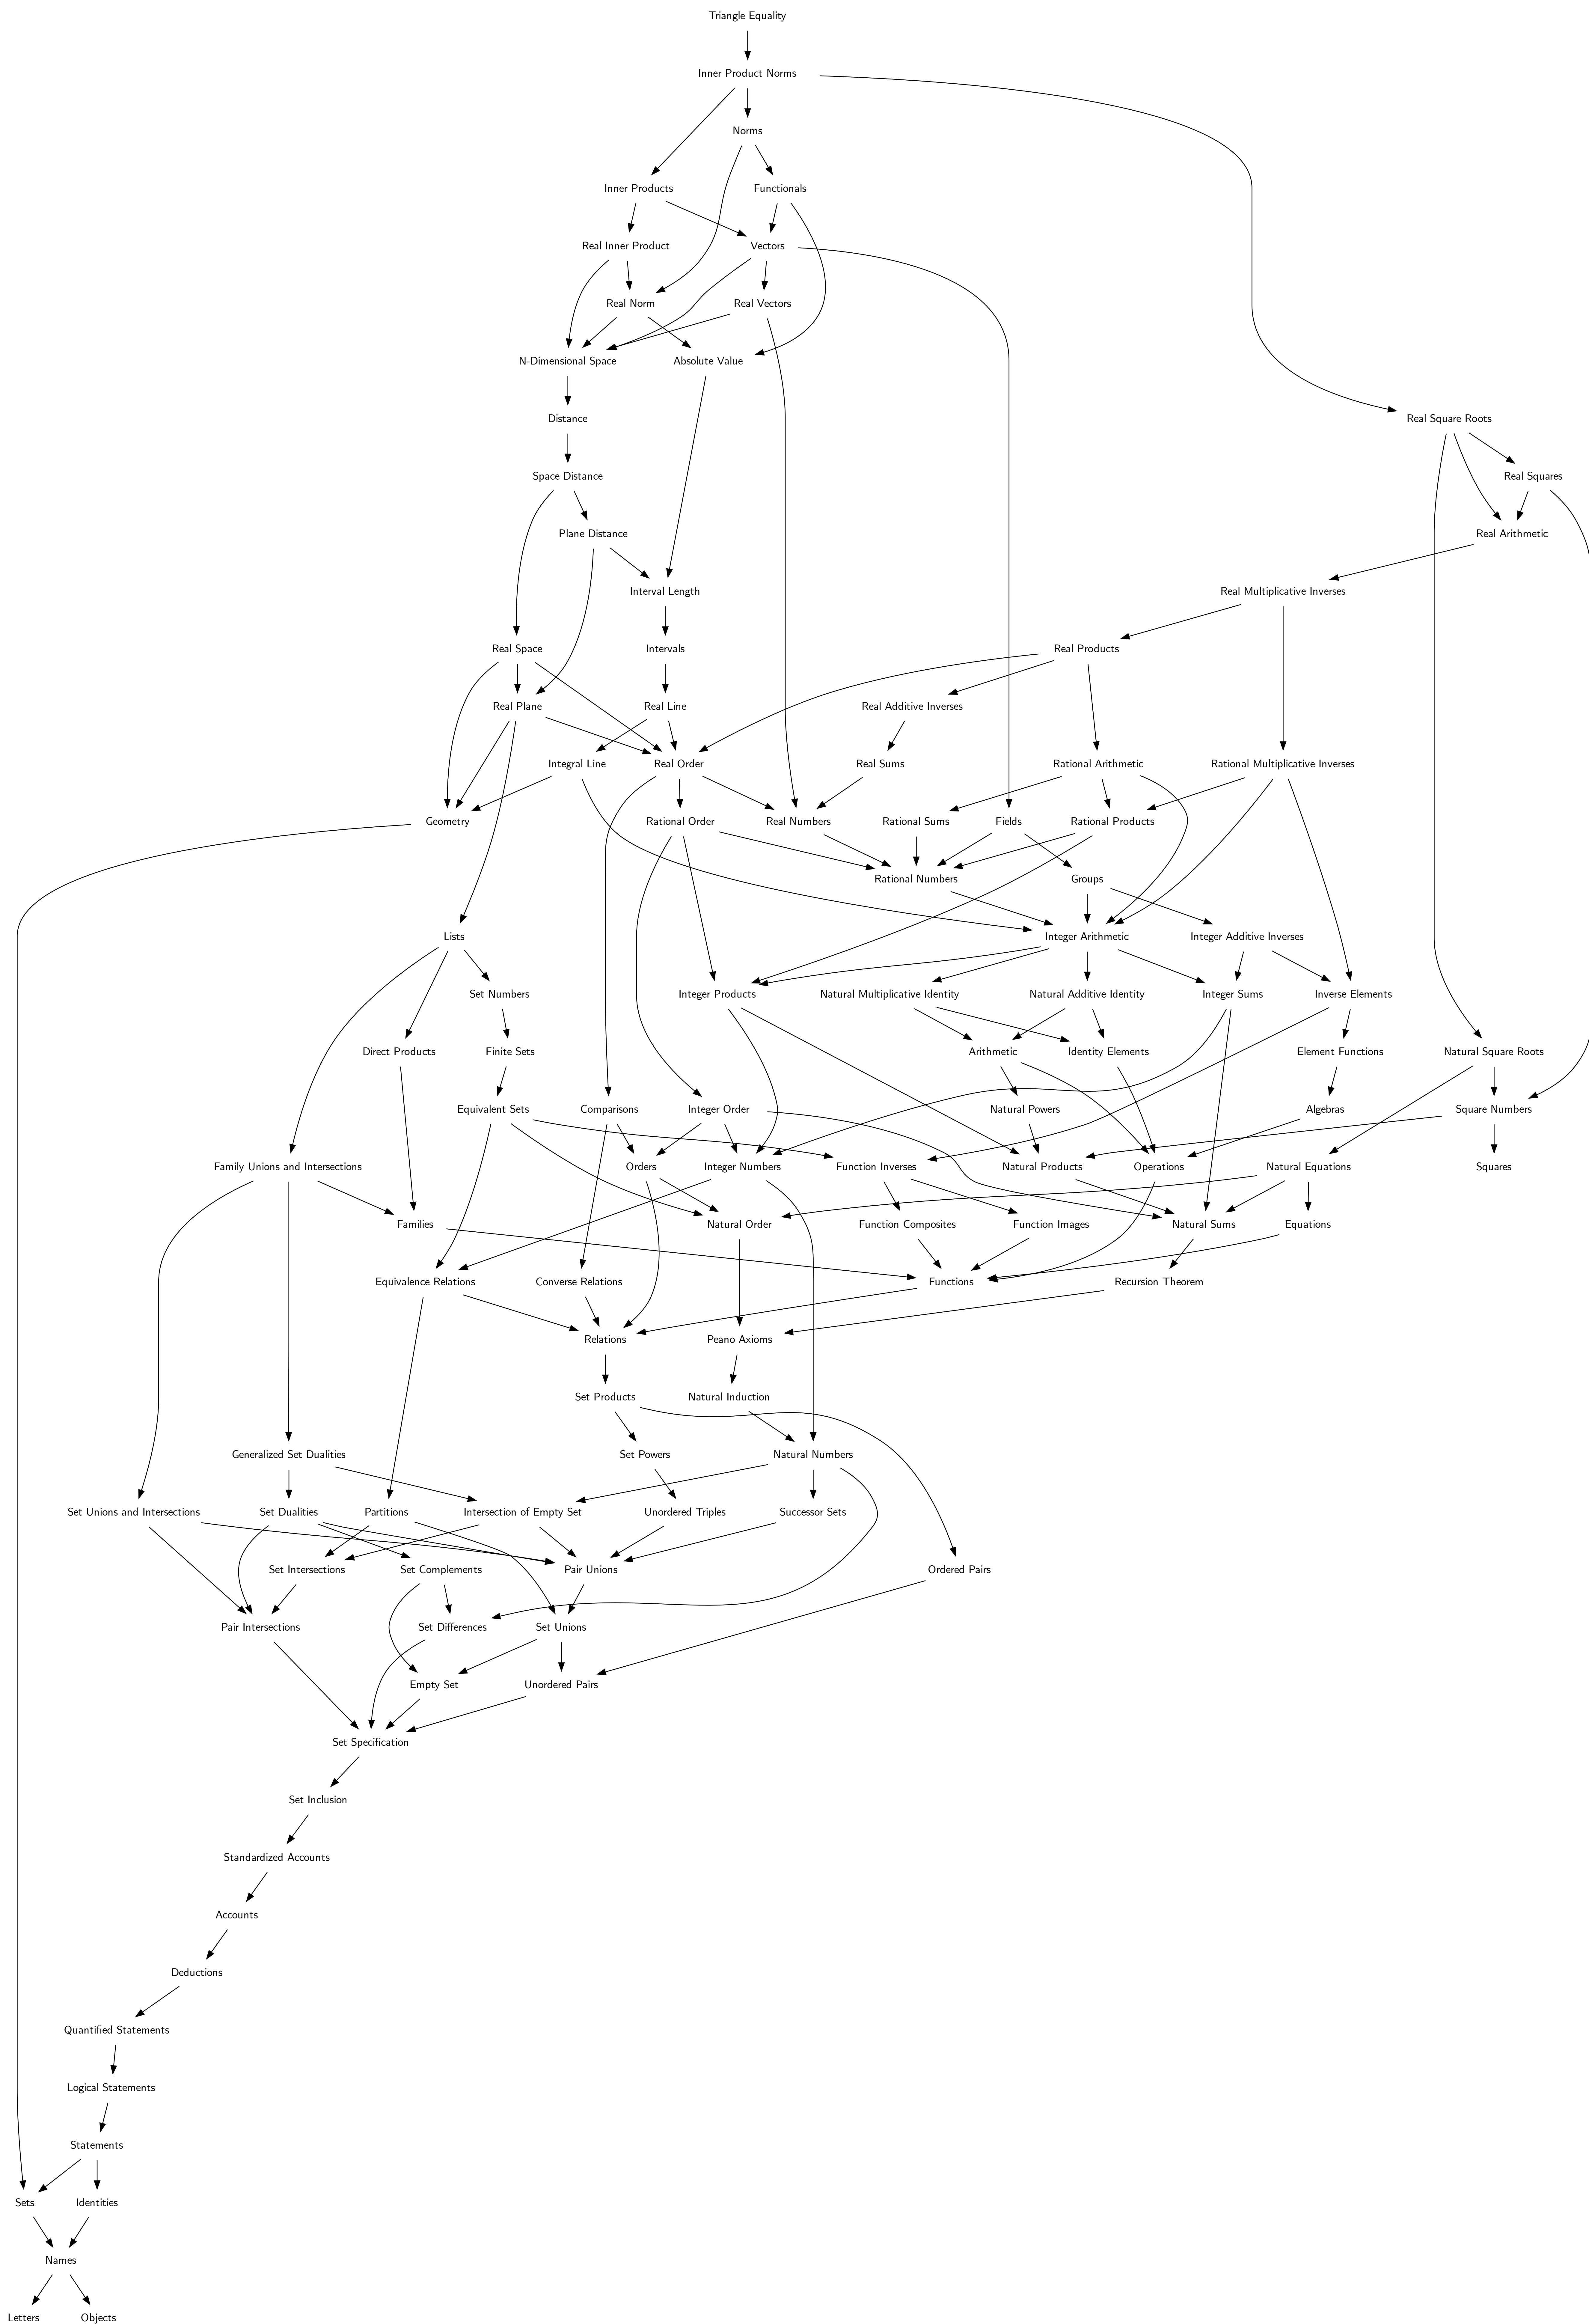 Triangle Equality
Inner Product Norms
Norms
Inner Products
Functionals
Real Inner Product
Vectors
Real Norm
Real Vectors
N-Dimensional Space
Absolute Value
Distance
Real Square Roots
Space Distance
Real Squares
Plane Distance
Real Arithmetic
Interval Length
Real Multiplicative Inverses
Real Space
Intervals
Real Products
Real Plane
Real Line
Real Additive Inverses
Integral Line
Real Order
Real Sums
Rational Arithmetic
Rational Multiplicative Inverses
Geometry
Rational Order
Real Numbers
Rational Sums
Fields
Rational Products
Rational Numbers
Groups
Lists
Integer Arithmetic
Integer Additive Inverses
Set Numbers
Integer Products
Natural Multiplicative Identity
Natural Additive Identity
Integer Sums
Inverse Elements
Direct Products
Finite Sets
Arithmetic
Identity Elements
Element Functions
Natural Square Roots
Equivalent Sets
Comparisons
Integer Order
Natural Powers
Algebras
Square Numbers
Family Unions and Intersections
Orders
Integer Numbers
Function Inverses
Natural Products
Operations
Natural Equations
Squares
Families
Natural Order
Function Composites
Function Images
Natural Sums
Equations
Equivalence Relations
Converse Relations
Functions
Recursion Theorem
Relations
Peano Axioms
Set Products
Natural Induction
Generalized Set Dualities
Set Powers
Natural Numbers
Set Unions and Intersections
Set Dualities
Partitions
Intersection of Empty Set
Unordered Triples
Successor Sets
Set Intersections
Set Complements
Pair Unions
Ordered Pairs
Pair Intersections
Set Differences
Set Unions
Empty Set
Unordered Pairs
Set Specification
Set Inclusion
Standardized Accounts
Accounts
Deductions
Quantified Statements
Logical Statements
Statements
Sets
Identities
Names
Letters
Objects